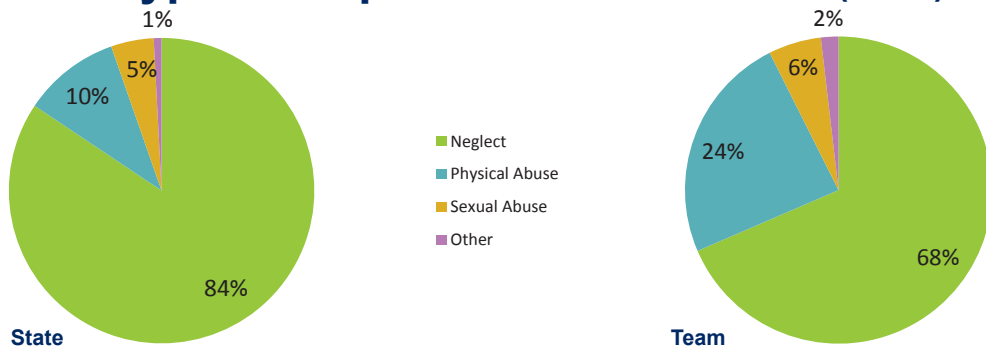 1%
2%
5%
6%
10%
24%
Neglect
Physical Abuse
Sexual Abuse
Other
84%
68%
State
Team